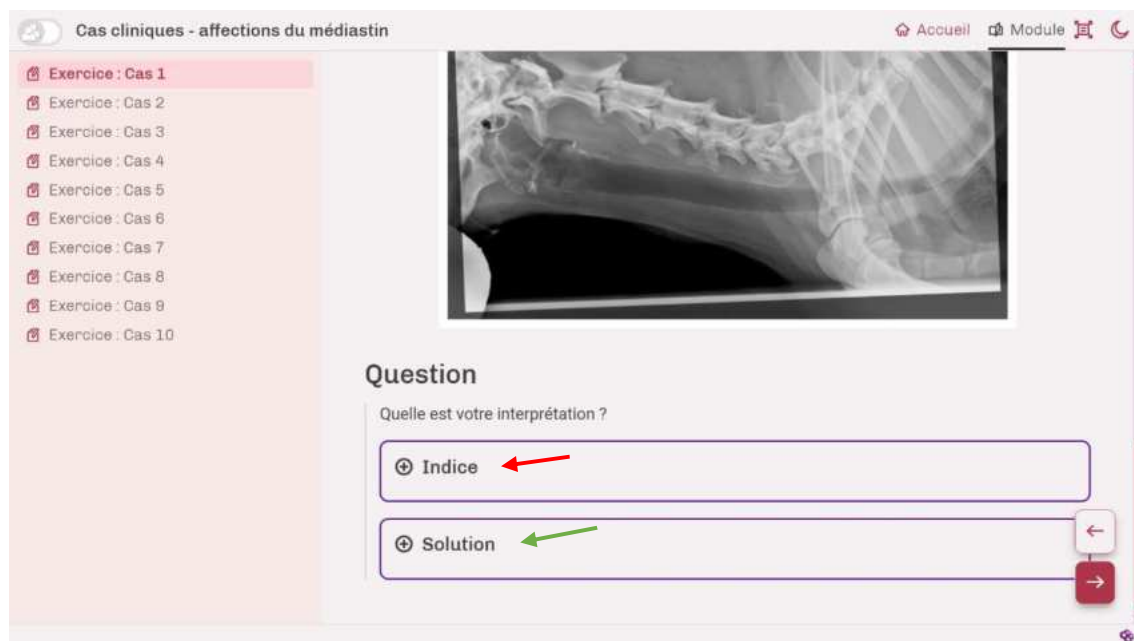 Cas cliniques - affections du médiastin
Accueil
Module
Exercice : Cas 1
Exercice : Cas 2
Exercice : Cas 3
Exercice : Cas 4
Exercice : Cas 5
Exercice : Cas 6
Exercice : Cas 7
Exercice : Cas 8
Exercice : Cas 9
Exercice : Cas 10
Question
Quelle est votre interprétation ?
Indice
Solution